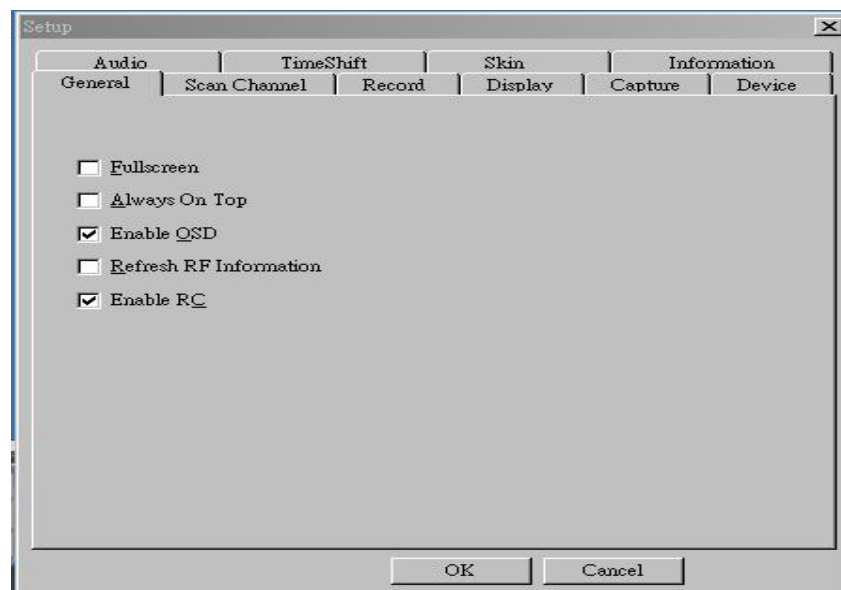 Setup
Audio TimeShift Skin Information
General Scan Channel Record Display Capture Device
Fullscreen
Always On Top
Enable OSD
Refresh RF Information
Enable RC
OK Cancel